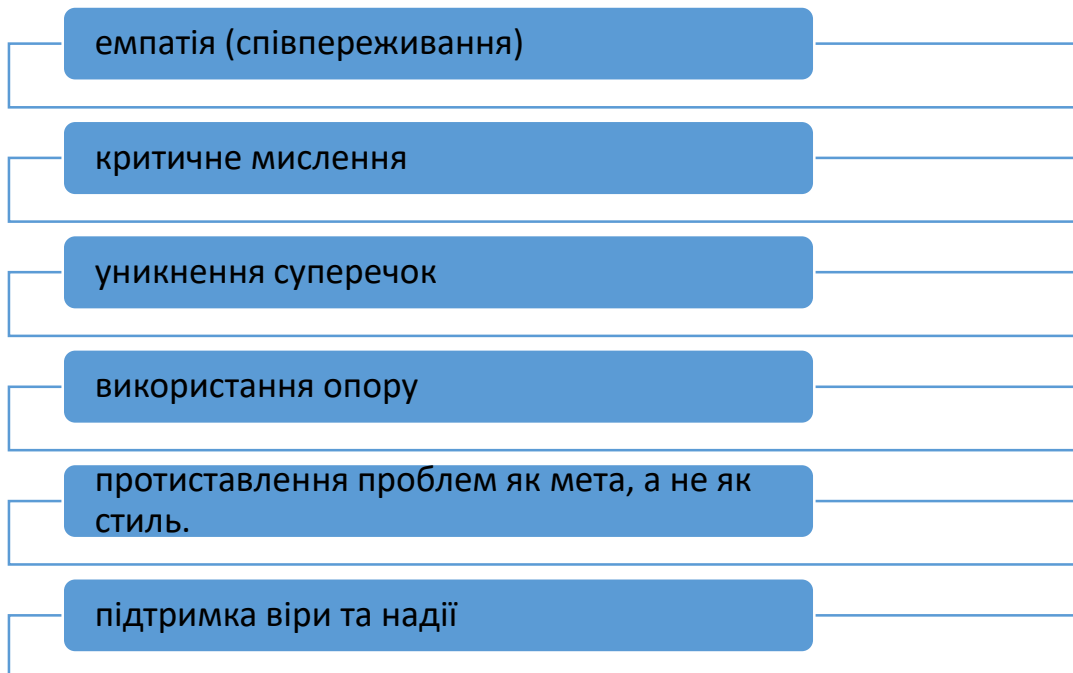 емпатія (співпереживання)
критичне мислення
уникнення суперечок
використання опору
протиставлення проблем як мета, а не як
стиль.
підтримка віри та надії